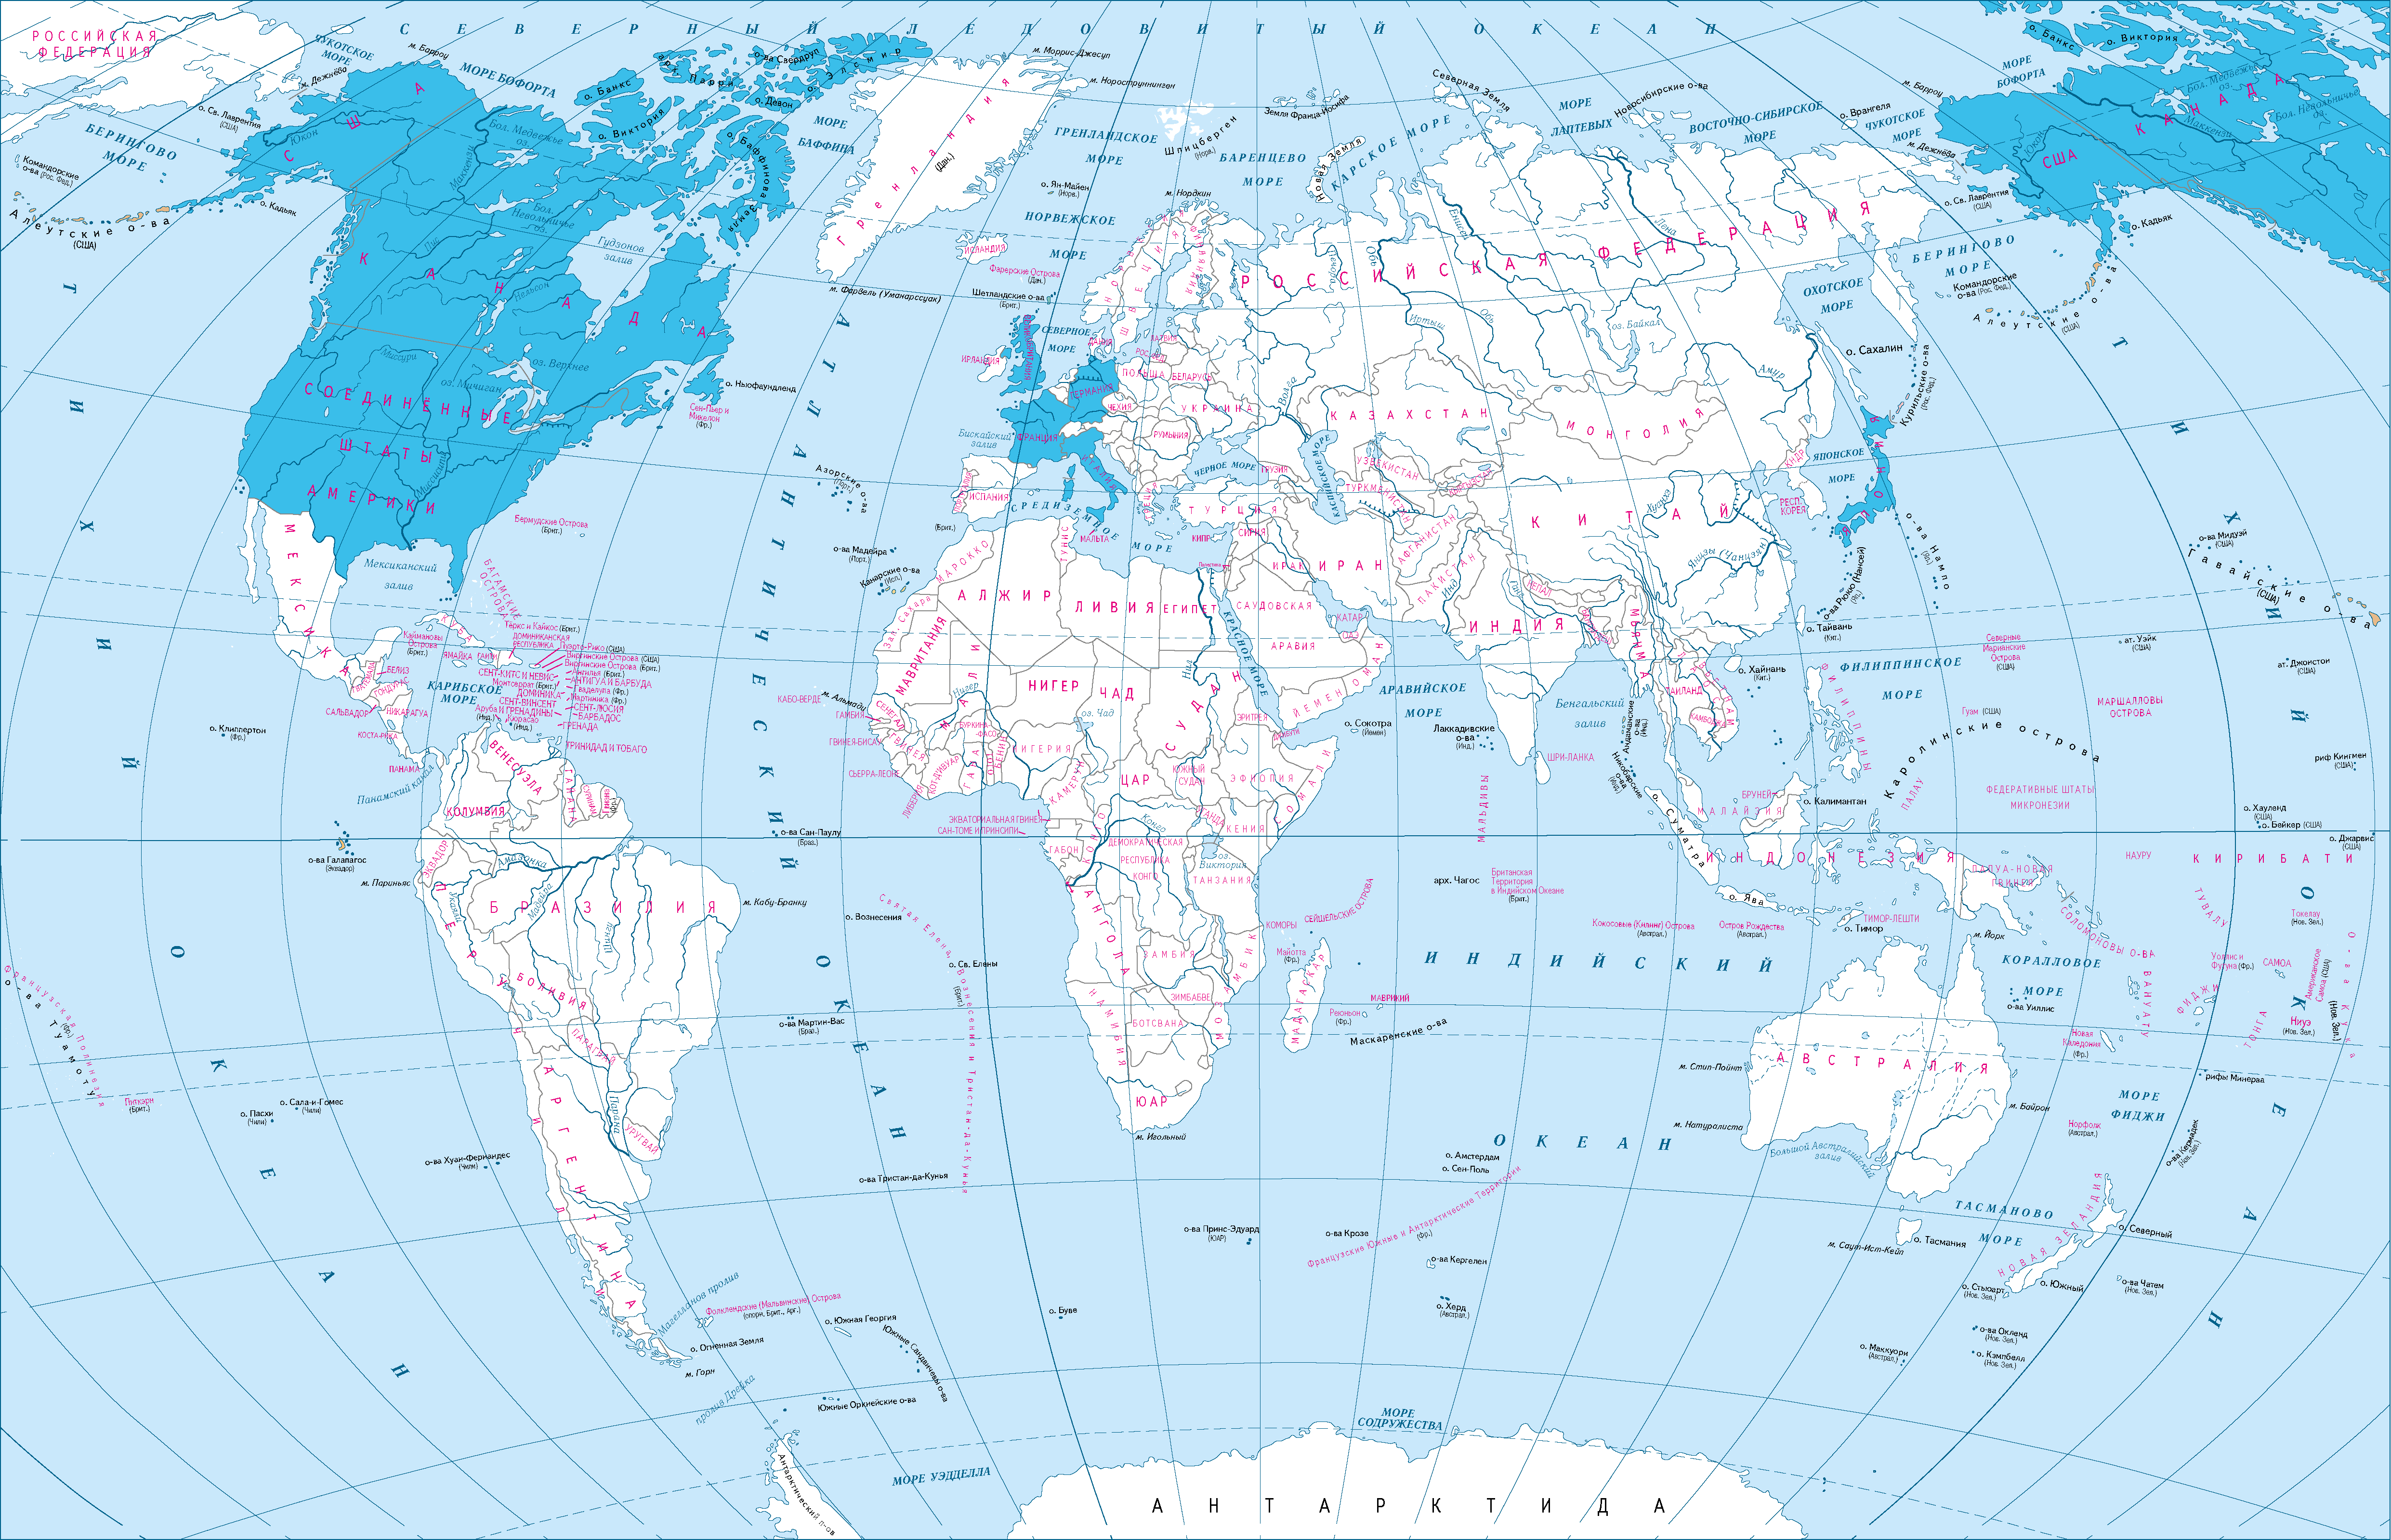 РОССИЙСКАЯ
ФЕДЕРАЦИЯ
СЕВЕРНЫЙ ЛЕДОВИТЫЙ ОКЕАН
ЧУКОТСКОЕ
МОРЕ
м. Барроу
м. Дежнёва
МОРЕ БОФОРТА
о. Св. Лаврентия
(США)
БЕРИНГОВО
МОРЕ
Командорские
о-ва (Рос. Фед.)
Алеутские о-ва
(США)
о. Кадьяк
США
Юкон
Маккензи
Бол. Медвежье
оз.
Бол.
Невольничье
оз.
о. Банкс
о. Виктория
арх. Парри
о-ва Свердруп
о. Элсмир
о. Девон
о. Баффинова Земля
МОРЕ
БАФФИНА
Гудзонов
залив
Нельсон
КАНАДА
Гренландия
(Дан.)
м. Моррис-Джесуп
м. Нороструннинген
м. Фарвель (Уманарссуак)
ГРЕНЛАНДСКОЕ
МОРЕ
Шпицберген
(Норв.)
о. Ян-Майен
(Норв.)
НОРВЕЖСКОЕ
МОРЕ
м. Нордкин
БАРЕНЦЕВО
МОРЕ
Земля Франца-Иосифа
Новая Земля
КАРСКОЕ МОРЕ
Северная Земля
МОРЕ
ЛАПТЕВЫХ
Новосибирские о-ва
ВОСТОЧНО-СИБИРСКОЕ
МОРЕ
о. Врангеля
ЧУКОТСКОЕ
МОРЕ
м. Дежнёва
м. Барроу
МОРЕ
БОФОРТА
о. Банкс
о. Виктория
Бол. Медвежье
оз.
Бол. Невольничье
оз.
Маккензи
Юкон
КАНАДА
США
о. Св. Лаврентия
(США)
о. Кадьяк
БЕРИНГОВО
МОРЕ
Командорские
о-ва (Рос. Фед.)
Алеутские о-ва
(США)
ИСЛАНДИЯ
Фарерские Острова
(Дан.)
Шетландские о-ва
(Брит.)
СЕВЕРНОЕ
МОРЕ
ВЕЛИКОБРИТАНИЯ
ИРЛАНДИЯ
НОРВЕГИЯ
ШВЕЦИЯ
ФИНЛЯНДИЯ
ДАНИЯ
ЛАТВИЯ
РОС. ФЕД.
ПОЛЬША
БЕЛАРУСЬ
ГЕРМАНИЯ
ЧЕХИЯ
УКРАИНА
РУМЫНИЯ
ФРАНЦИЯ
ИТАЛИЯ
ИСПАНИЯ
ПОРТУГАЛИЯ
ГРЕЦИЯ
Бискайский
залив
РОССИЙСКАЯ ФЕДЕРАЦИЯ
Печора
Обь
Енисей
Лена
Иртыш
Обь
Волга
оз. Байкал
Амур
ОХОТСКОЕ
МОРЕ
о. Сахалин
Курильские о-ва
(Рос. Фед.)
КАЗАХСТАН
МОНГОЛИЯ
УЗБЕКИСТАН
ТУРКМЕНИСТАН
АФГАНИСТАН
ПАКИСТАН
КИТАЙ
Хуанхэ
Янцзы (Чанцзян)
КНДР
РЕСП.
КОРЕЯ
ЯПОНСКОЕ
МОРЕ
ЯПОНИЯ
о-ва Нампо
(Яп.)
о-ва Рюкю (Нансей)
(Яп.)
о. Тайвань
(Кит.)
о. Хайнань
(Кит.)
ЧЕРНОЕ МОРЕ
ГРУЗИЯ
КАСПИЙСКОЕ МОРЕ
ТУРЦИЯ
КИПР
СИРИЯ
ИРАК
ИРАН
СРЕДИЗЕМНОЕ МОРЕ
МАЛЬТА
Палестина
САУДОВСКАЯ
АРАВИЯ
КАТАР
ОАЭ
ОМАН
ЙЕМЕН
КРАСНОЕ МОРЕ
Инд
Ганг
НЕПАЛ
ИНДИЯ
БАНГЛАДЕШ
МЬЯНМА
ТАИЛАНД
ВЬЕТНАМ
КАМБОДЖА
ФИЛИППИНЫ
ФИЛИППИНСКОЕ
МОРЕ
АРАВИЙСКОЕ
МОРЕ
Бенгальский
залив
о. Сокотра
(Йемен)
Лаккадивские
о-ва
(Инд.)
Андаманские
о-ва
(Инд.)
Никобарские
о-ва
(Инд.)
ШРИ-ЛАНКА
МАЛЬДИВЫ
МАЛАЙЗИЯ
БРУНЕЙ
о. Калимантан
о. Суматра
ИНДОНЕЗИЯ
о. Ява
о. Тимор
ТИМОР-ЛЕШТИ
ПАПУА-НОВАЯ
ГВИНЕЯ
ПАЛАУ
Каролинские острова
ФЕДЕРАТИВНЫЕ ШТАТЫ
МИКРОНЕЗИИ
Северные
Марианские
Острова
(США)
Гуам (США)
МАРШАЛЛОВЫ
ОСТРОВА
ат. Уэйк
(США)
о-ва Мидуэй
(США)
Гавайские о-ва
(США)
ат. Джонстон
(США)
риф Кингмен
(США)
о. Хауленд
о. Бейкер (США)
о. Джарвис
(США)
НАУРУ
КИРИБАТИ
ТУВАЛУ
Токелау
(Нов. Зел.)
СОЛОМОНОВЫ О-ВА
ВАНУАТУ
ФИДЖИ
Уоллис и
Футуна (Фр.)
САМОА
Американское
Самоа (США)
О-ва Кука
(Нов. Зел.)
Ниуэ
(Нов. Зел.)
ТОНГА
Новая
Каледония
(Фр.)
рифы Минерва
МОРЕ
ФИДЖИ
Норфолк
(Австрал.)
о-ва Кермадек
(Нов. Зел.)
КОРАЛЛОВОЕ
МОРЕ
о-ва Уиллис
м. Йорк
АВСТРАЛИЯ
м. Стип-Пойнт
м. Натуралиста
м. Байрон
Большой Австралийский
залив
ТАСМАНОВО
МОРЕ
м. Саут-Ист-Кейп
о. Тасмания
НОВАЯ ЗЕЛАНДИЯ
о. Северный
о. Южный
о. Стьюарт
(Нов. Зел.)
о-ва Чатем
(Нов. Зел.)
о-ва Окленд
(Нов. Зел.)
о. Кэмпбелл
(Нов. Зел.)
о. Маккуори
(Австрал.)
ТИХИЙ ОКЕАН
СОЕДИНЁННЫЕ
ШТАТЫ
АМЕРИКИ
Миссури
Миссисипи
оз. Мичиган
оз. Верхнее
о. Ньюфаундленд
Сен-Пьер и
Микелон
(Фр.)
Бермудские Острова
(Брит.)
МЕКСИКА
Мексиканский
залив
БАГАМСКИЕ
ОСТРОВА
КУБА
Каймановы
Острова
(Брит.)
ЯМАЙКА
ГАИТИ
Теркс и Кайкос (Брит.)
ДОМИНИКАНСКАЯ
РЕСПУБЛИКА
Пуэрто-Рико (США)
Виргинские Острова (США)
Виргинские Острова (Брит.)
Ангилья (Брит.)
СЕНТ-КИТС И НЕВИС
АНТИГУА И БАРБУДА
Монтсеррат (Брит.)
Гваделупа (Фр.)
ДОМИНИКА
Мартиника (Фр.)
СЕНТ-ВИНСЕНТ
И ГРЕНАДИНЫ
СЕНТ-ЛЮСИЯ
БАРБАДОС
Аруба
(Нид.)
Кюрасао
(Нид.)
ГРЕНАДА
ТРИНИДАД И ТОБАГО
БЕЛИЗ
ГВАТЕМАЛА
ГОНДУРАС
САЛЬВАДОР
НИКАРАГУА
КОСТА-РИКА
ПАНАМА
Панамский канал
КАРИБСКОЕ
МОРЕ
о. Клиппертон
(Фр.)
о-ва Галапагос
(Эквадор)
м. Париньяс
ВЕНЕСУЭЛА
КОЛУМБИЯ
ГАЙАНА
СУРИНАМ
ЭКВАДОР
ПЕРУ
БРАЗИЛИЯ
Амазонка
Укаяли
Мадейра
Шингу
БОЛИВИЯ
ПАРАГВАЙ
Парана
УРУГВАЙ
ЧИЛИ
АРГЕНТИНА
м. Кабу-Бранку
о-ва Сан-Паулу
(Браз.)
о-ва Мартин-Вас
(Браз.)
Французская Полинезия
(Фр.)
о-ва Туамоту
Питкэрн
(Брит.)
о. Пасхи
(Чили)
о. Сала-и-Гомес
(Чили)
о-ва Хуан-Фернандес
(Чили)
ТИХИЙ ОКЕАН
Магелланов пролив
Фолклендские (Мальвинские) Острова
(спорн. Брит., Арг.)
о. Огненная Земля
м. Горн
пролив Дрейка
о. Южная Георгия
Южные Сандвичевы о-ва
Южные Оркнейские о-ва
Антарктический п-ов
МОРЕ УЭДДЕЛЛА
АТЛАНТИЧЕСКИЙ ОКЕАН
Азорские о-ва
(Порт.)
(Брит.)
о-ва Мадейра
(Порт.)
Канарские о-ва
(Исп.)
КАБО-ВЕРДЕ
м. Альмади
МАРОККО
Зап. Сахара
АЛЖИР
ТУНИС
ЛИВИЯ
ЕГИПЕТ
МАВРИТАНИЯ
МАЛИ
НИГЕР
ЧАД
СУДАН
Нил
Нигер
оз. Чад
СЕНЕГАЛ
ГАМБИЯ
ГВИНЕЯ-БИСАУ
ГВИНЕЯ
СЬЕРРА-ЛЕОНЕ
ЛИБЕРИЯ
КОТ-Д'ИВУАР
БУРКИНА
-ФАСО
ГАНА
ТОГО
БЕНИН
НИГЕРИЯ
КАМЕРУН
ЦАР
ЮЖНЫЙ
СУДАН
ЭРИТРЕЯ
ЭФИОПИЯ
СОМАЛИ
ЭКВАТОРИАЛЬНАЯ ГВИНЕЯ
САН-ТОМЕ И ПРИНСИПИ
ГАБОН
КОНГО
Конго
ДЕМОКРАТИЧЕСКАЯ
РЕСПУБЛИКА
КОНГО
УГАНДА
КЕНИЯ
оз.
Виктория
ТАНЗАНИЯ
АНГОЛА
ЗАМБИЯ
МОЗАМБИК
ЗИМБАБВЕ
НАМИБИЯ
БОТСВАНА
ЮАР
м. Игольный
КОМОРЫ
Майотта
(Фр.)
СЕЙШЕЛЬСКИЕ ОСТРОВА
МАДАГАСКАР
МАВРИКИЙ
Реюньон
(Фр.)
Маскаренские о-ва
арх. Чагос
Британская
Территория
в Индийском Океане
(Брит.)
Кокосовые (Килинг) Острова
(Австрал.)
Остров Рождества
(Австрал.)
ИНДИЙСКИЙ
ОКЕАН
о. Вознесения
Святая Елена, Вознесения и Тристан-да-Кунья
(Брит.)
о. Св. Елены
о-ва Тристан-да-Кунья
о. Буве
о. Амстердам
о. Сен-Поль
Французские Южные и Антарктические Территории
(Фр.)
о-ва Принс-Эдуард
(ЮАР)
о-ва Крозе
о-ва Кергелен
о. Херд
(Австрал.)
МОРЕ
СОДРУЖЕСТВА
АНТАРКТИДА